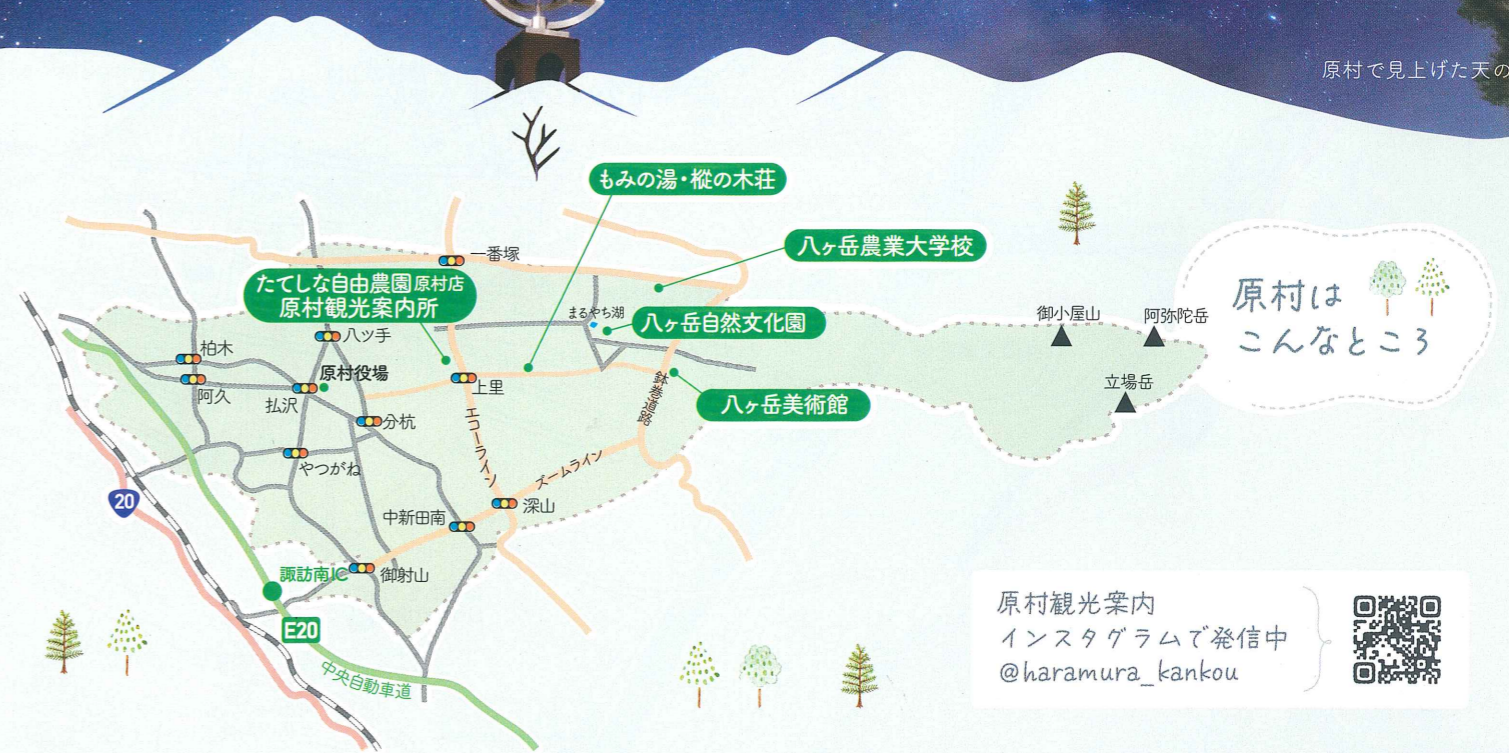 原村で見上げた天の
もみの湯・樅の木荘
八ヶ岳農業大学校
一番塚
たてしな自由農園 原村店
原村観光案内所
まるやち湖
八ヶ岳自然文化園
原村は
こんなところ
御小屋山
阿弥陀岳
立場岳
八ッ手
柏木
原村役場
阿久
払沢
上里
鉢巻道路
八ヶ岳美術館
分杭
エコーライン
やつがね
ズームライン
20
深山
中新田南
諏訪南IC
御射山
E20
中央自動車道
原村観光案内
インスタグラムで発信中
@haramura_kankou